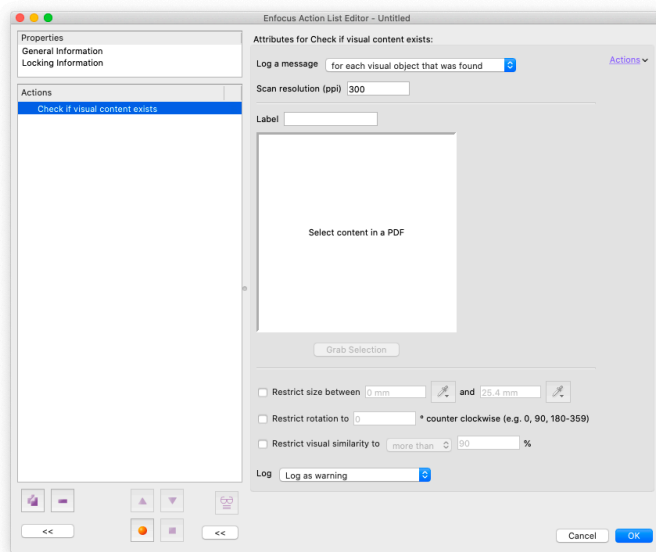 Enfocus Action List Editor - Untitled
Properties
General Information
Locking Information
Actions
Check if visual content exists
<<
<<
Attributes for Check if visual content exists:
Log a message for each visual object that was found
Actions
Scan resolution (ppi) 300
Label
Select content in a PDF
Grab Selection
Restrict size between 0 mm and 25.4 mm
Restrict rotation to 0 ° counter clockwise (e.g. 0, 90, 180-359)
Restrict visual similarity to more than 90 %
Log Log as warning
Cancel OK